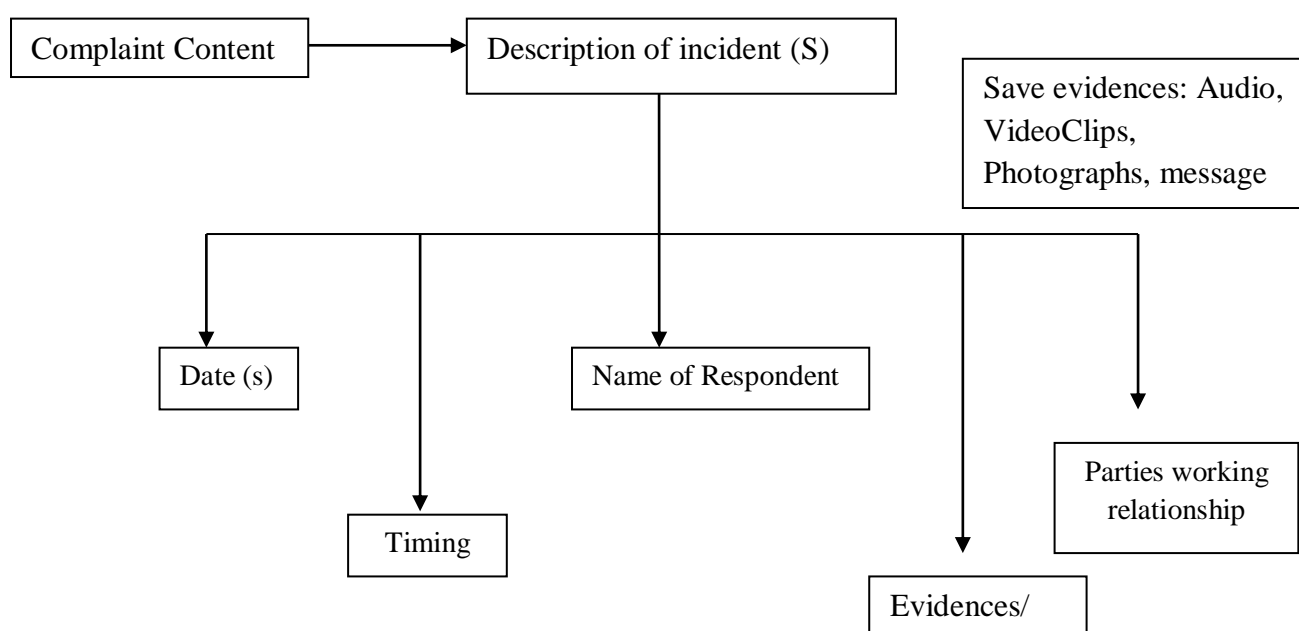 Complaint Content
Description of incident (S)
Save evidences: Audio,
VideoClips,
Photographs, message
Date (s)
Name of Respondent
Parties working
relationship
Timing
Evidences/